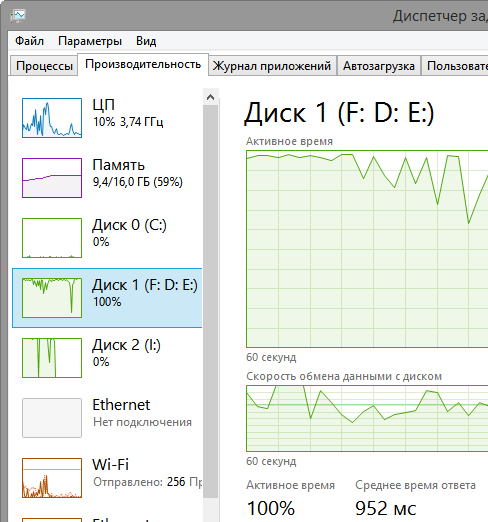 Диспетчер за
Файл Параметры Вид
Процессы Производительность Журнал приложений Автозагрузка Пользовате
ЦП
10% 3,74 ГГц
Память
9,4/16,0 ГБ (59%)
Диск 0 (C:)
0%
Диск 1 (F: D: E:)
100%
Диск 2 (I:)
0%
Ethernet
Нет подключения
Wi-Fi
Отправлено: 256 Пр
Ethernet
Диск 1 (F: D: E:)
Активное время
60 секунд
Скорость обмена данными с диском
60 секунд
Активное время Среднее время ответа
100% 952 мс